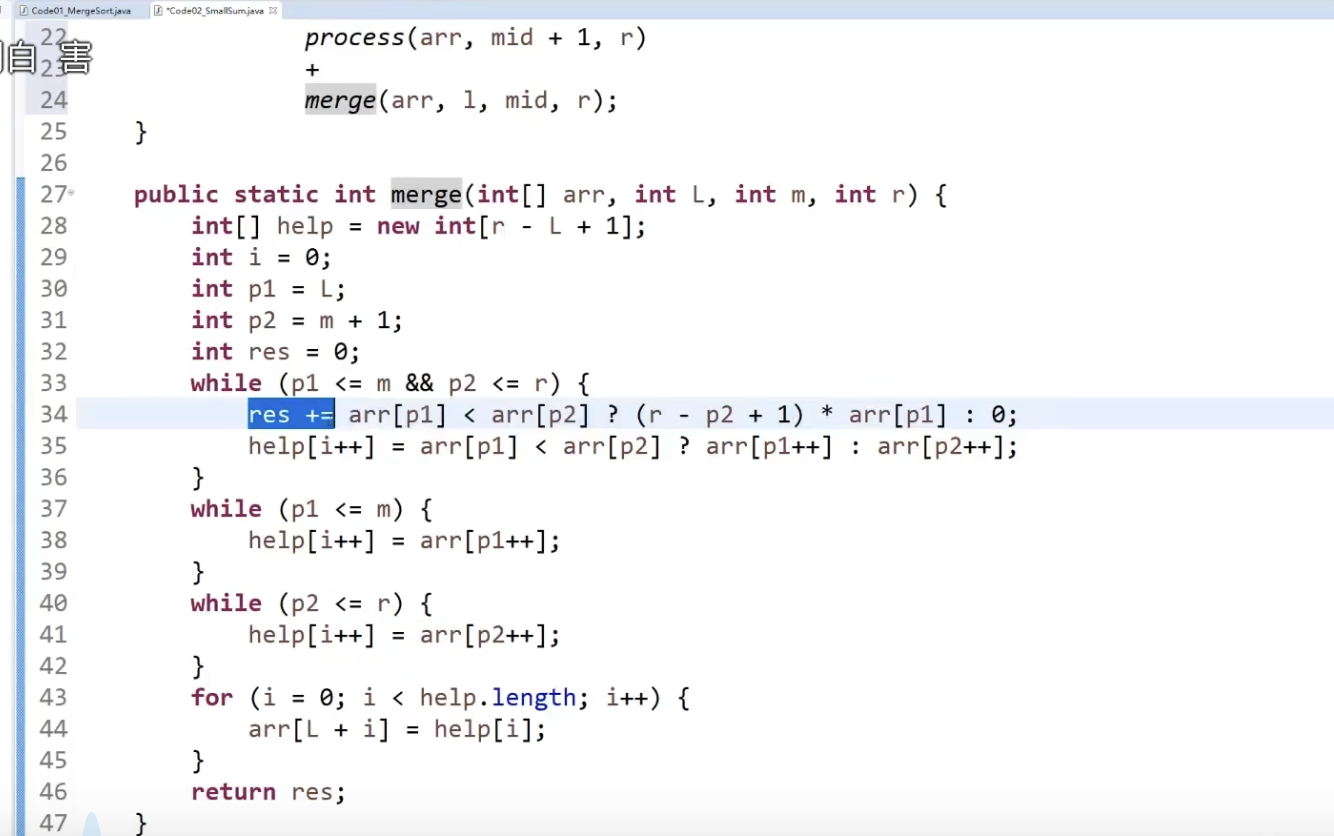 Code01_MergeSort.java
*Code02_SmallSum.java
22 process(arr, mid + 1, r)
白 害
23 +
24 merge(arr, l, mid, r);
25 }
26
27 public static int merge(int[] arr, int L, int m, int r) {
28 int[] help = new int[r - L + 1];
29 int i = 0;
30 int p1 = L;
31 int p2 = m + 1;
32 int res = 0;
33 while (p1 <= m && p2 <= r) {
34 res += arr[p1] < arr[p2] ? (r - p2 + 1) * arr[p1] : 0;
35 help[i++] = arr[p1] < arr[p2] ? arr[p1++] : arr[p2++];
36 }
37 while (p1 <= m) {
38 help[i++] = arr[p1++];
39 }
40 while (p2 <= r) {
41 help[i++] = arr[p2++];
42 }
43 for (i = 0; i < help.length; i++) {
44 arr[L + i] = help[i];
45 }
46 return res;
47 }